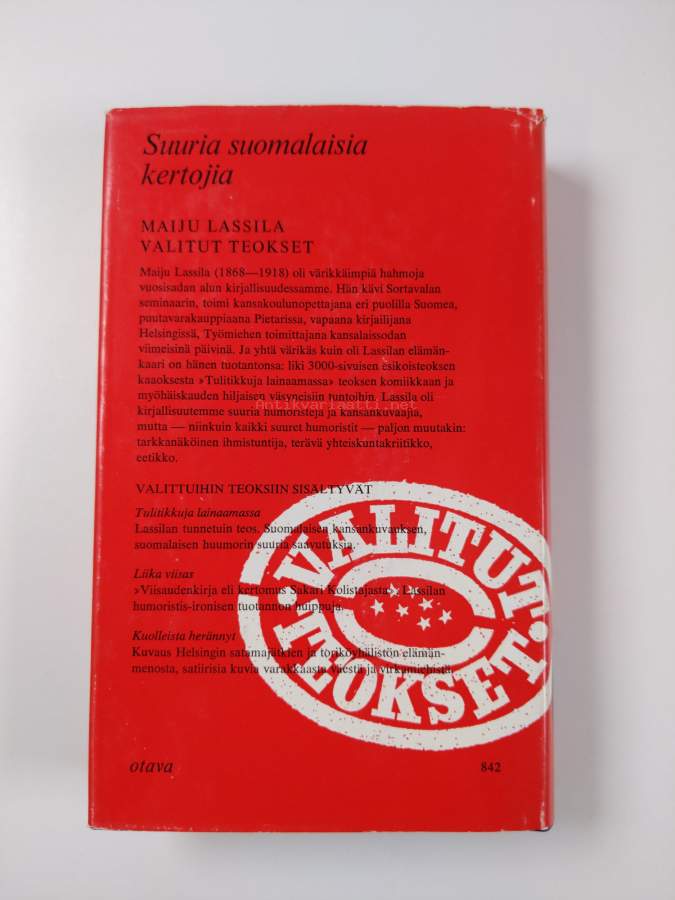 Suuria suomalaisia
kertojia
MAIJU LASSILA
VALITUT TEOKSET
Maiju Lassila (1868—1918) oli värikkäimpiä hahmoja
vuosisadan alun kirjallisuudessamme. Hän kävi Sortavalan
seminaarin, toimi kansakoulunopettajana eri puolilla Suomea,
puutavarakauppiaana Pietarissa, vapaana kirjailijana
Helsingissä, Työmiehen toimittajana kansalaissodan
viimeisinä päivinä. Ja yhtä värikäs kuin oli Lassilan elämän-
kaari on hänen tuotantonsa: liki 3000-sivuisen esikoisteoksen
kaaoksesta »Tulitikkuja lainaamassa» teoksen komiikkaan ja
myöhäiskauden hiljaisen väsyneisiin tuntoihin. Lassila oli
Antikvariaatti.net
kirjallisuutemme suuria humoristeja ja kansankuvaajia,
mutta — niinkuin kaikki suuret humoristit — paljon muutakin:
tarkkanäköinen ihmistuntija, terävä yhteiskuntakriitikko,
eetikko.
VALITTUIHIN TEOKSIIN SISÄLTYVÄT
Tulitikkuja lainaamassa
Lassilan tunnetuin teos. Suomalaisen kansankuvauksen,
suomalaisen huumorin suuria saavutuksia.
Liika viisas
»Viisaudenkirja eli kertomus Sakari Kolistajasta». Lassilan
humoristis-ironisen tuotannon huippuja.
Kuolleista herännyt
Kuvaus Helsingin satamajätkien ja toriköyhälistön elämän-
menosta, satiirisia kuvia varakkaasta väestä ja virkamiehistä.
VALITUT
TEOKSET
otava
842